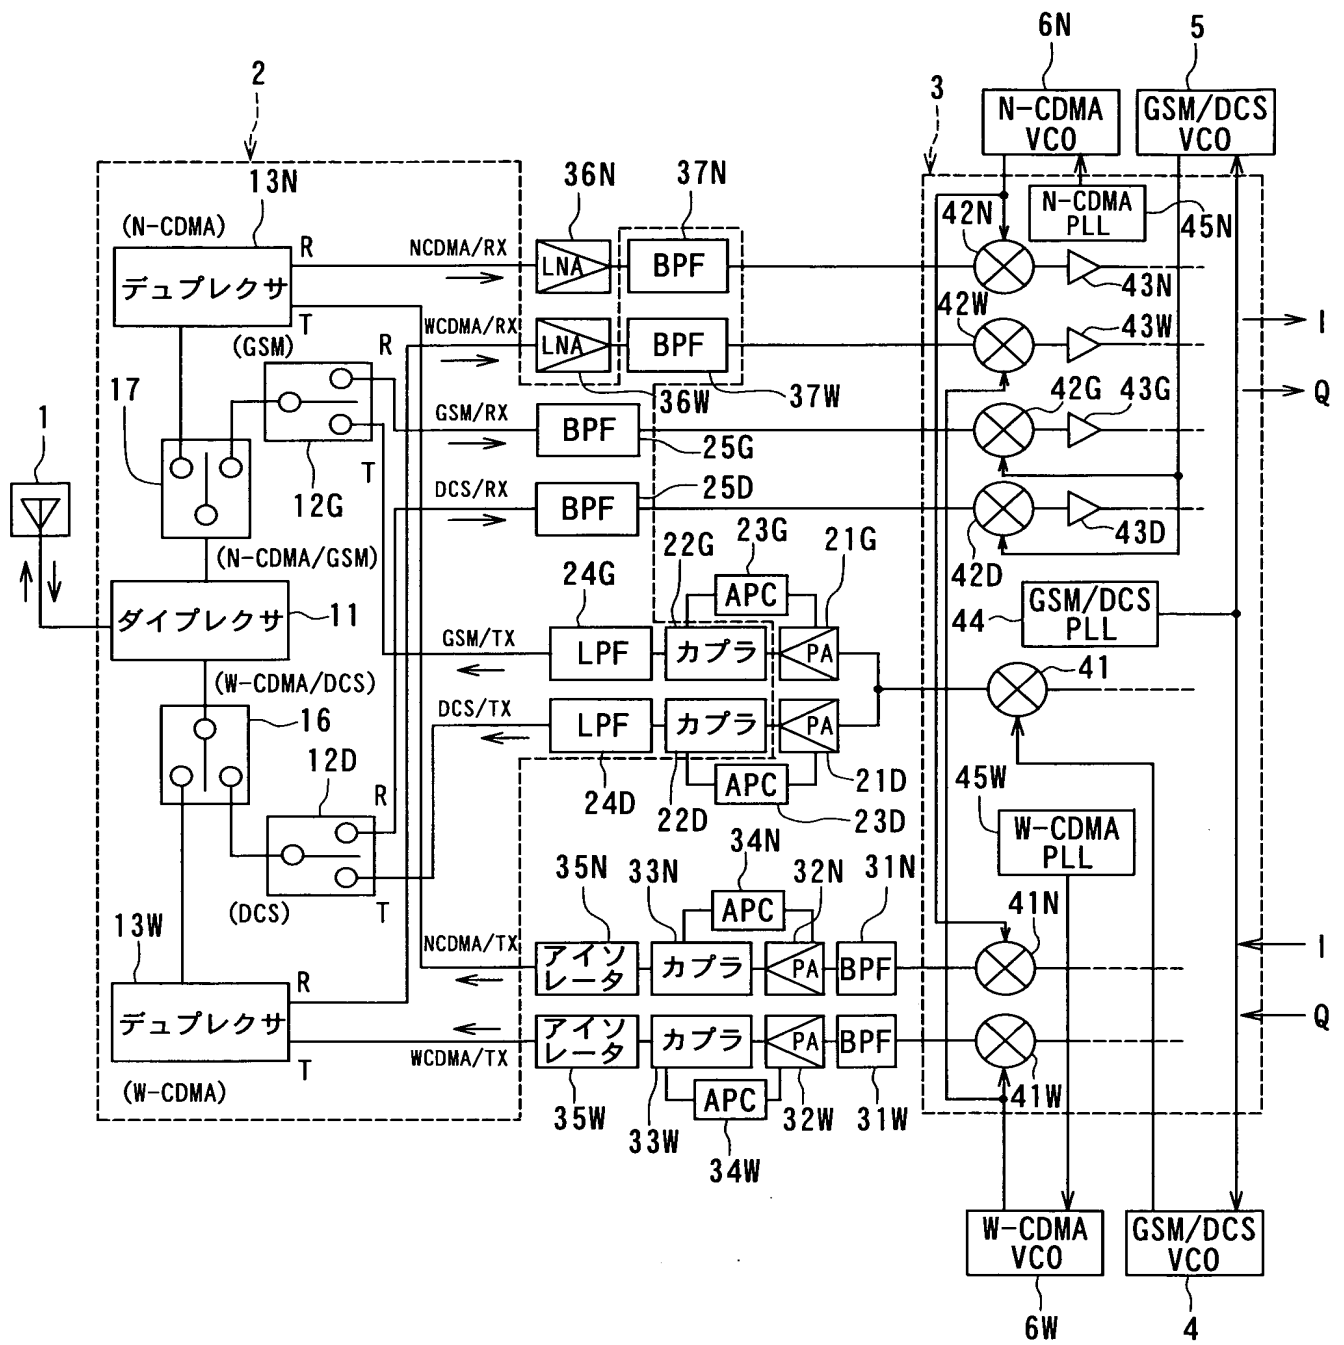 6N
5
2
3
N-CDMA
VCO
GSM/DCS
VCO
13N
36N
37N
N-CDMA
PLL
42N
45N
(N-CDMA)
R
NCDMA/RX
デュプレクサ
LNA
BPF
43N
T
42W
(GSM)
R
WCDMA/RX
LNA
BPF
43W
I
17
36W
37W
42G
43G
Q
1
GSM/RX
BPF
25G
T
12G
DCS/RX
25D
BPF
43D
(N-CDMA/GSM)
22G
23G
21G
42D
24G
APC
ダイプレクサ
11
44
GSM/DCS
PLL
GSM/TX
LPF
カプラ
PA
41
(W-CDMA/DCS)
16
DCS/TX
LPF
カプラ
PA
12D
R
APC
21D
45W
24D
22D
23D
W-CDMA
PLL
34N
35N
33N
32N
31N
(DCS)
T
APC
41N
13W
NCDMA/TX
アイソ
レータ
カプラ
PA
BPF
I
R
デュプレクサ
アイソ
レータ
カプラ
PA
BPF
Q
T
WCDMA/TX
(W-CDMA)
APC
41W
35W
33W
32W
31W
34W
W-CDMA
VCO
GSM/DCS
VCO
6W
4